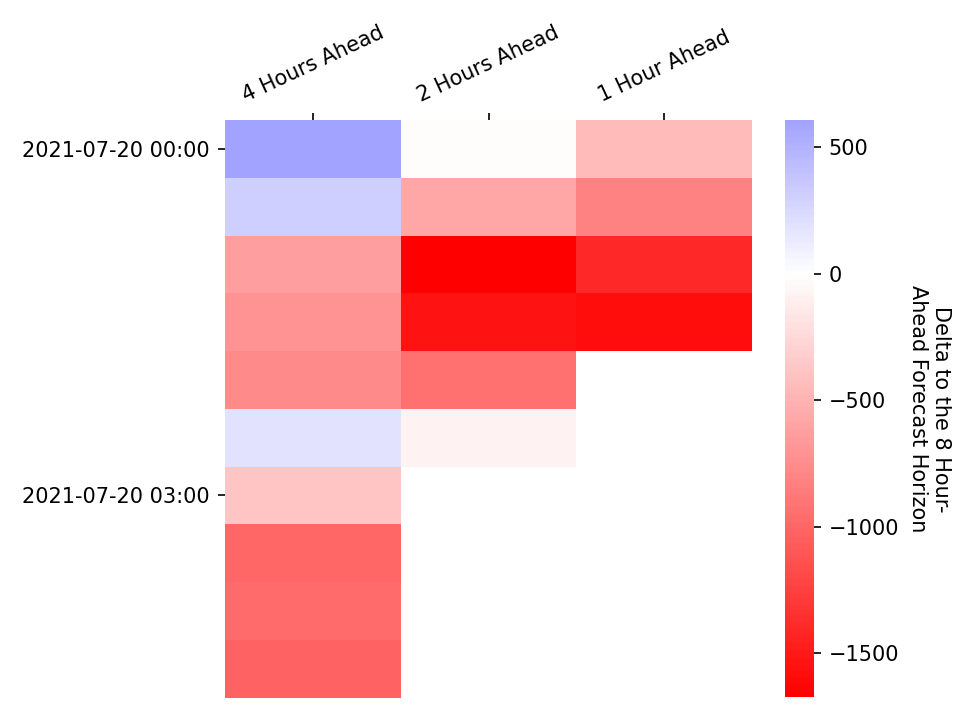 4 Hours Ahead
2 Hours Ahead
1 Hour Ahead
2021-07-20 00:00
2021-07-20 03:00
500
0
−500
−1000
−1500
Delta to the 8 Hour-
Ahead Forecast Horizon